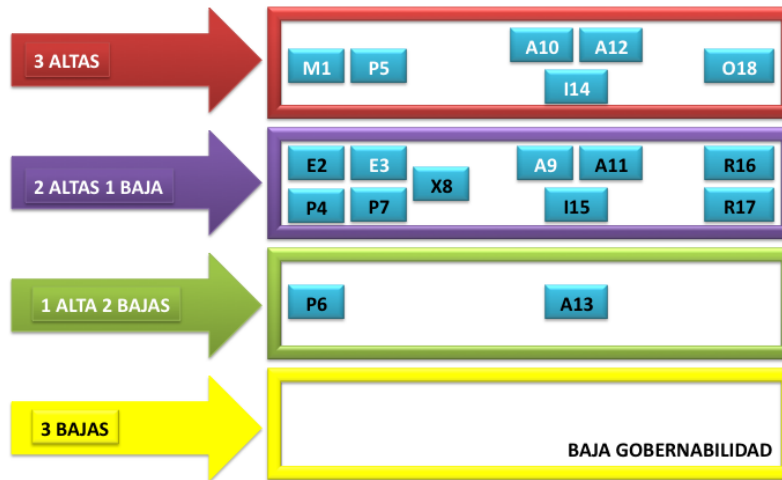 3 ALTAS
M1 P5 A10 A12 I14 O18
2 ALTAS 1 BAJA
E2 E3 X8 A9 A11 R16
P4 P7 I15 R17
1 ALTA 2 BAJAS
P6 A13
3 BAJAS
BAJA GOBERNABILIDAD